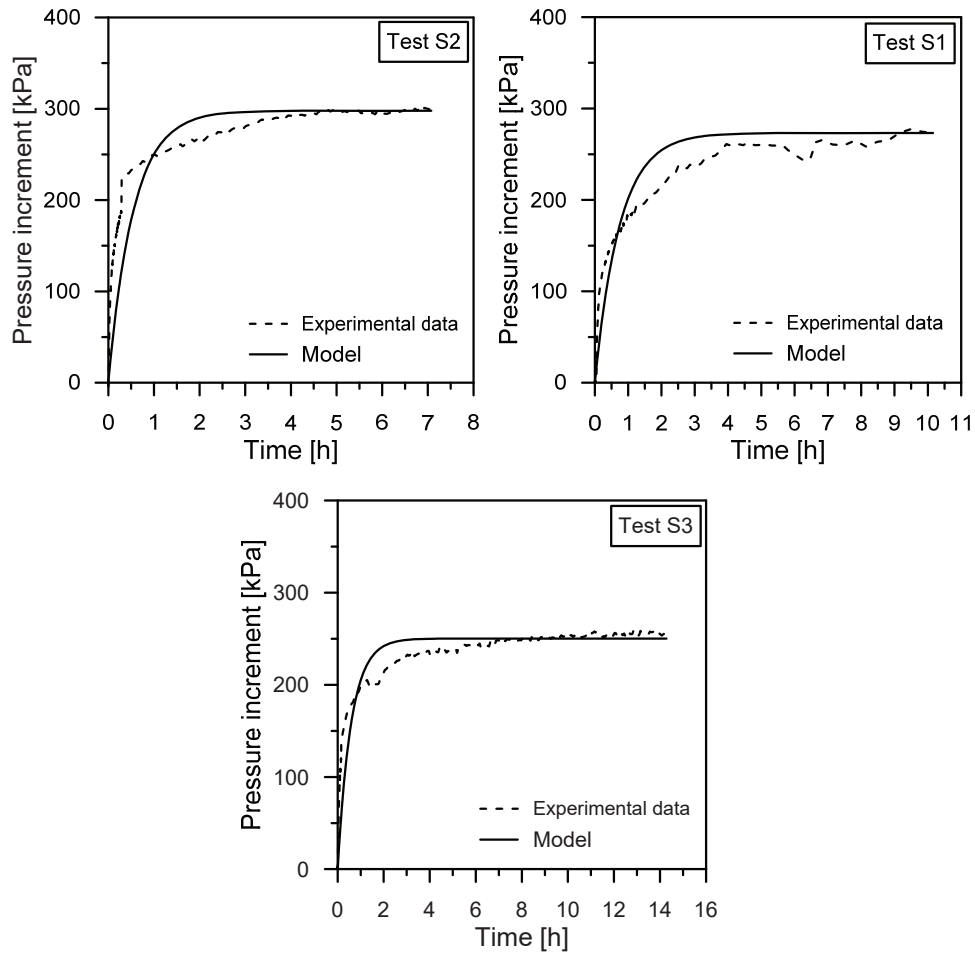 Test S2
Pressure increment [kPa]
400
300
200
100
0
Experimental data
Model
0 1 2 3 4 5 6 7 8
Time [h]
Test S1
Pressure increment [kPa]
400
300
200
100
0
Experimental data
Model
0 1 2 3 4 5 6 7 8 9 10 11
Time [h]
Test S3
Pressure increment [kPa]
400
300
200
100
0
Experimental data
Model
0 2 4 6 8 10 12 14 16
Time [h]